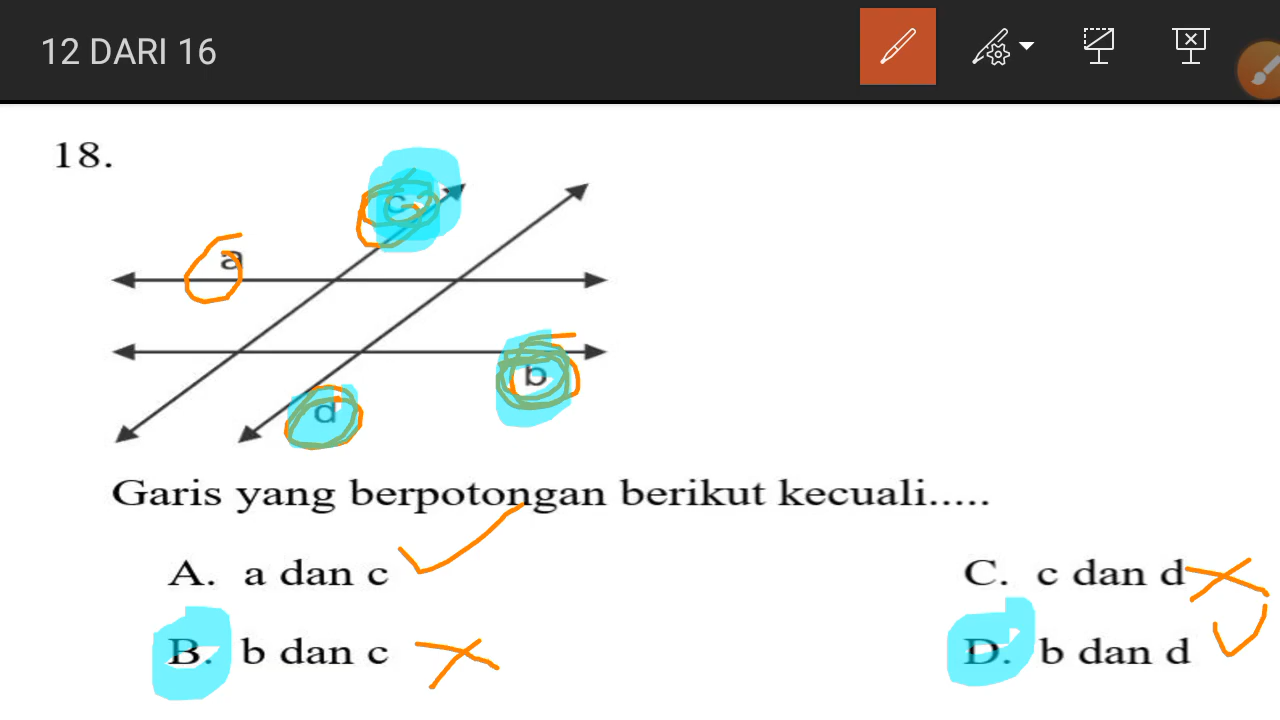 12 DARI 16
18.
c
a
b
d
Garis yang berpotongan berikut kecuali.....
A. a dan c
C. c dan d
B. b dan c
D. b dan d